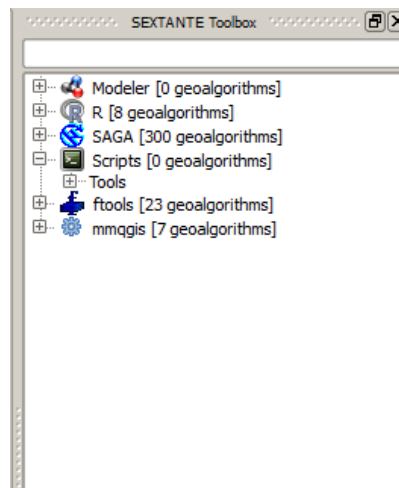 SEXTANTE Toolbox
Modeler [0 geoalgorithms]
R [8 geoalgorithms]
SAGA [300 geoalgorithms]
Scripts [0 geoalgorithms]
Tools
ftools [23 geoalgorithms]
mmqgis [7 geoalgorithms]